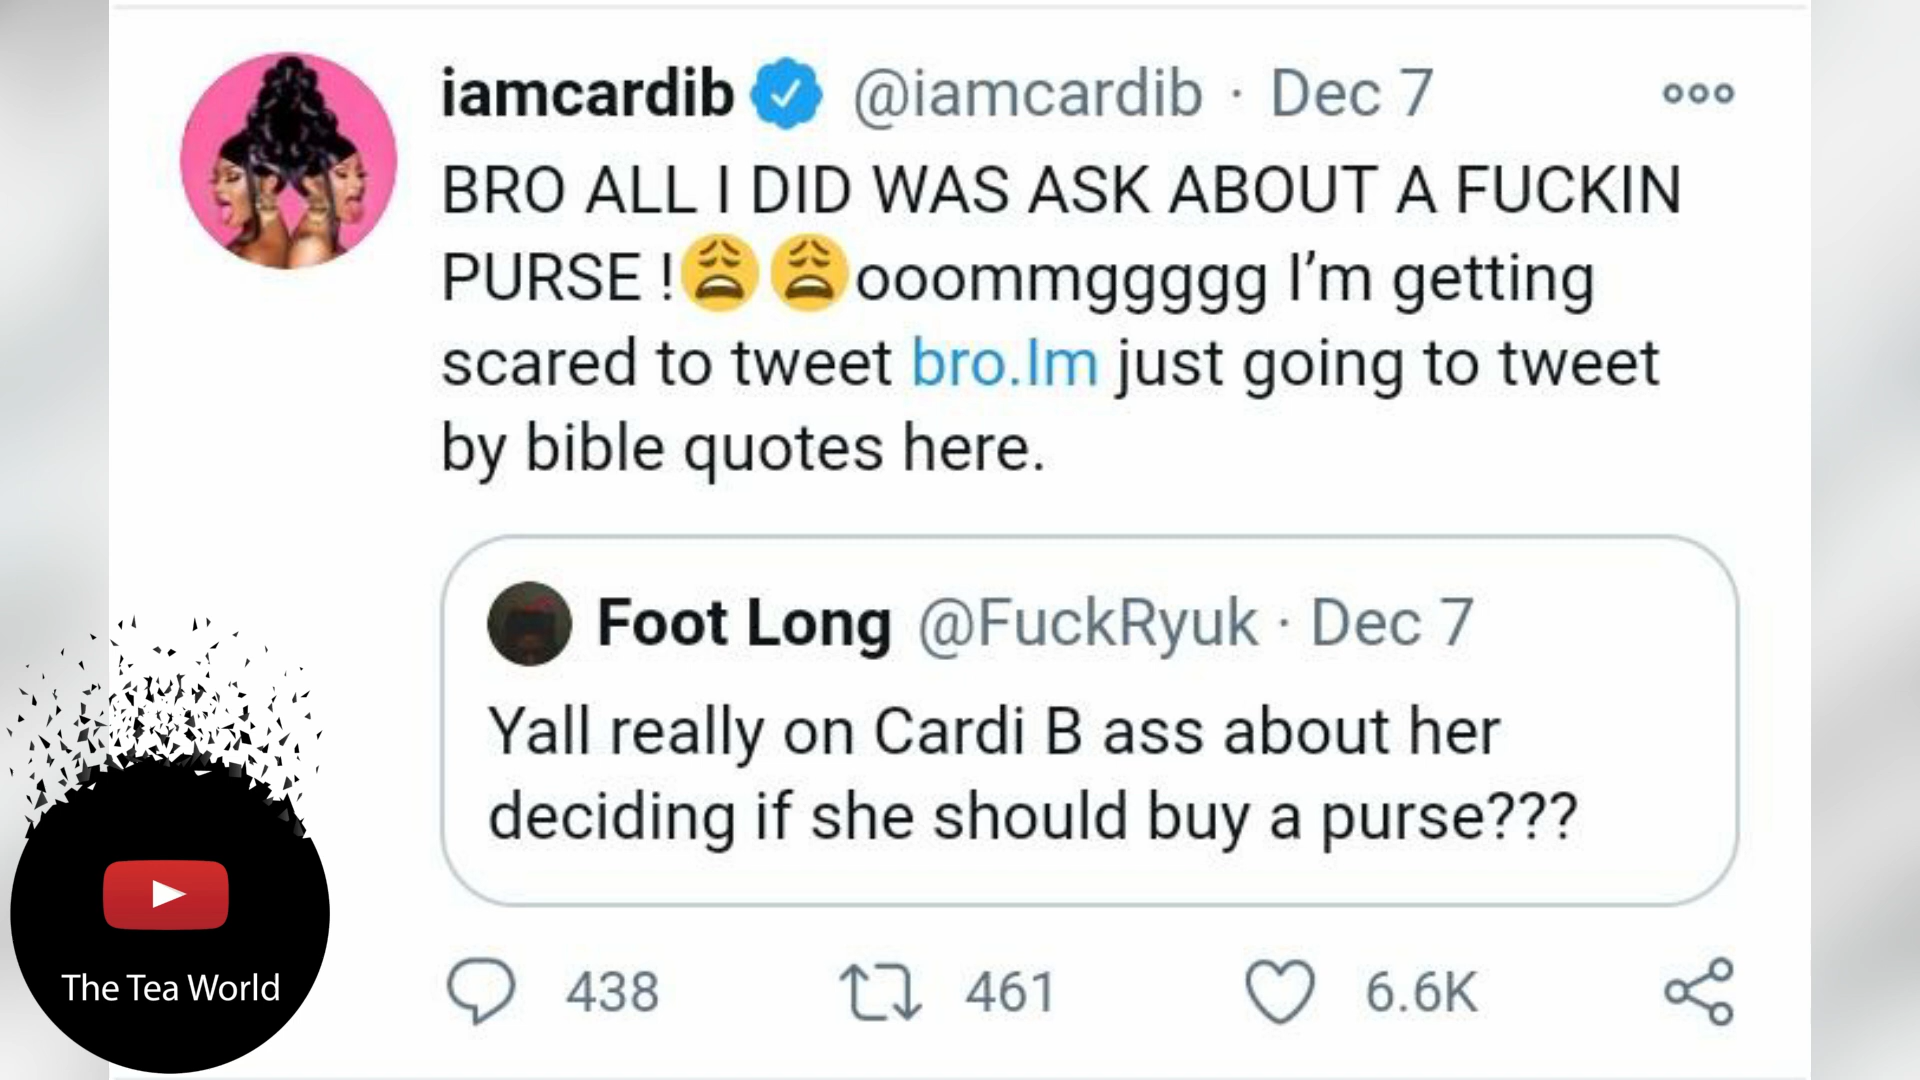 iamcardib @iamcardib · Dec 7
BRO ALL I DID WAS ASK ABOUT A FUCKIN
PURSE !😩😩ooommggggg I’m getting
scared to tweet bro.Im just going to tweet
by bible quotes here.
Foot Long @FuckRyuk · Dec 7
Yall really on Cardi B ass about her
deciding if she should buy a purse???
438 461 6.6K
The Tea World